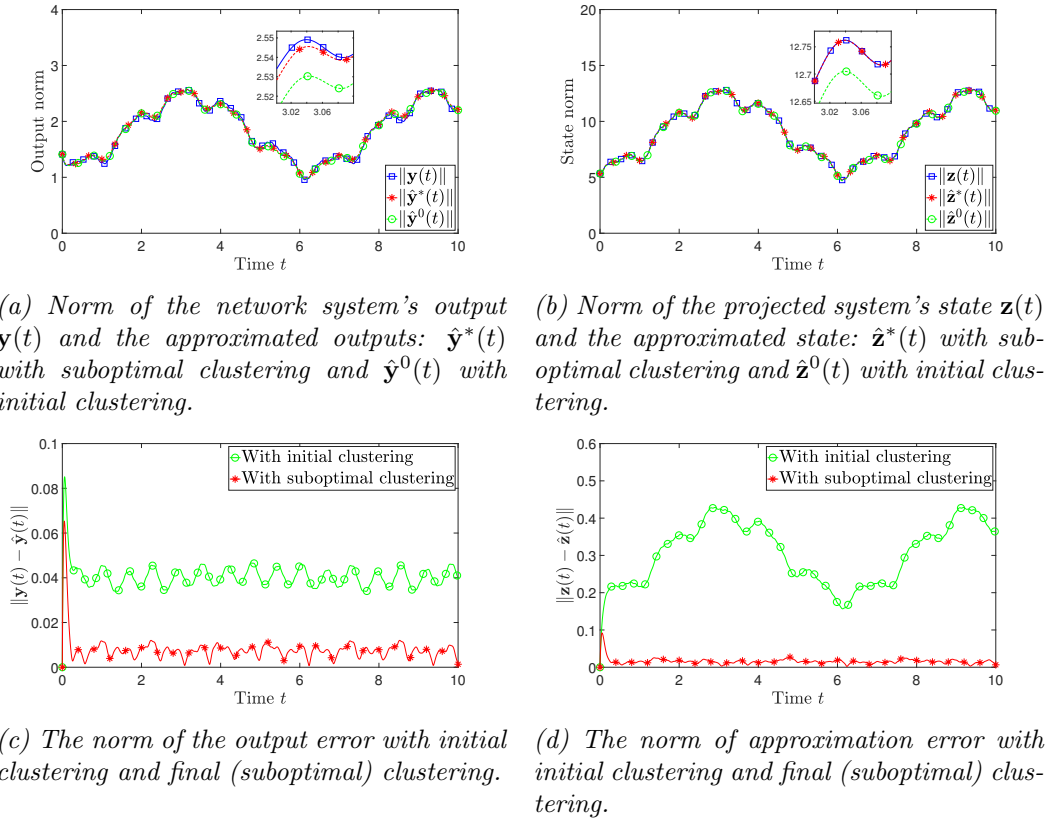 4
3
2
1
0
Output norm
2.55
2.54
2.53
2.52
3.02 3.06
‖y(t)‖
‖ŷ*(t)‖
‖ŷ⁰(t)‖
0 2 4 6 8 10
Time t
20
15
10
5
0
State norm
12.75
12.7
12.65
3.02 3.06
‖z(t)‖
‖ẑ*(t)‖
‖ẑ⁰(t)‖
0 2 4 6 8 10
Time t
(a) Norm of the network system's output
y(t) and the approximated outputs: ŷ*(t)
with suboptimal clustering and ŷ⁰(t) with
initial clustering.
(b) Norm of the projected system's state z(t)
and the approximated state: ẑ*(t) with sub-
optimal clustering and ẑ⁰(t) with initial clus-
tering.
0.1
0.08
0.06
0.04
0.02
0
‖y(t) − ŷ(t)‖
With initial clustering
With suboptimal clustering
0 2 4 6 8 10
Time t
0.6
0.5
0.4
0.3
0.2
0.1
0
‖z(t) − ẑ(t)‖
With initial clustering
With suboptimal clustering
0 2 4 6 8 10
Time t
(c) The norm of the output error with initial
clustering and final (suboptimal) clustering.
(d) The norm of approximation error with
initial clustering and final (suboptimal) clus-
tering.